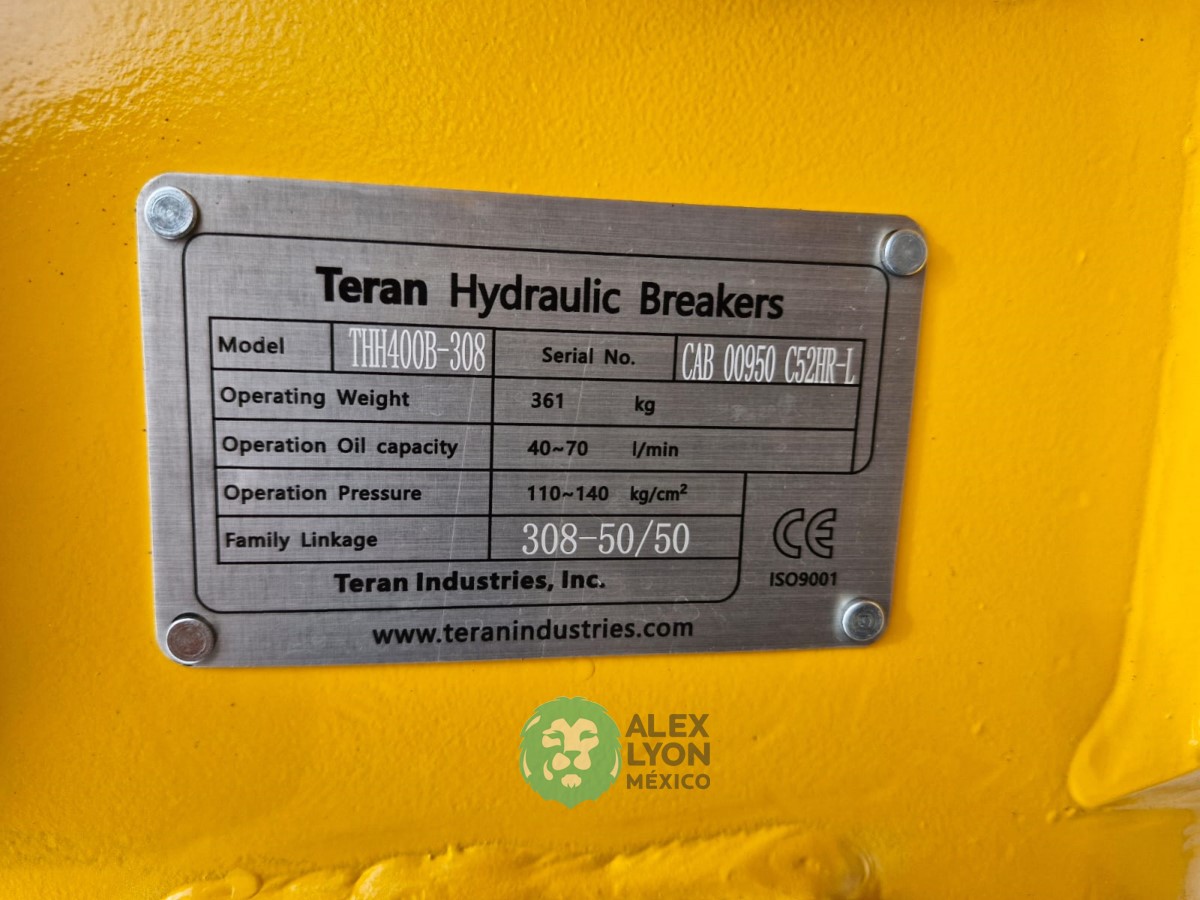 Teran Hydraulic Breakers
Model THH400B-308 Serial No. CAB 00950 C52HR-L
Operating Weight 361 kg
Operation Oil capacity 40~70 l/min
Operation Pressure 110~140 kg/cm²
Family Linkage 308-50/50
CE
ISO9001
Teran Industries, Inc.
www.teranindustries.com
ALEX
LYON
MÉXICO